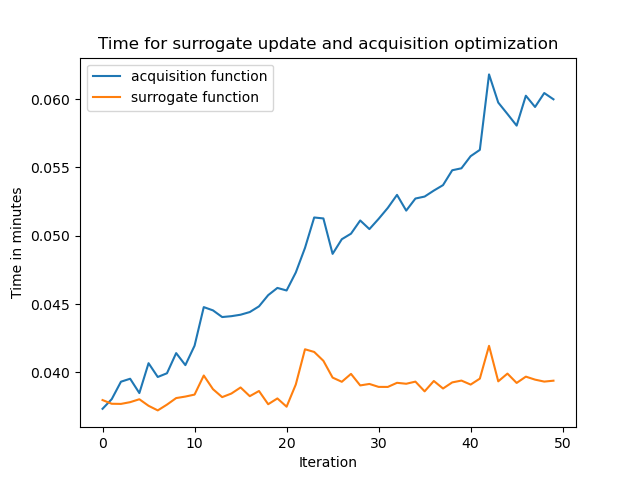 Time for surrogate update and acquisition optimization
acquisition function
surrogate function
0.060
0.055
0.050
0.045
0.040
Time in minutes
0 10 20 30 40 50
Iteration